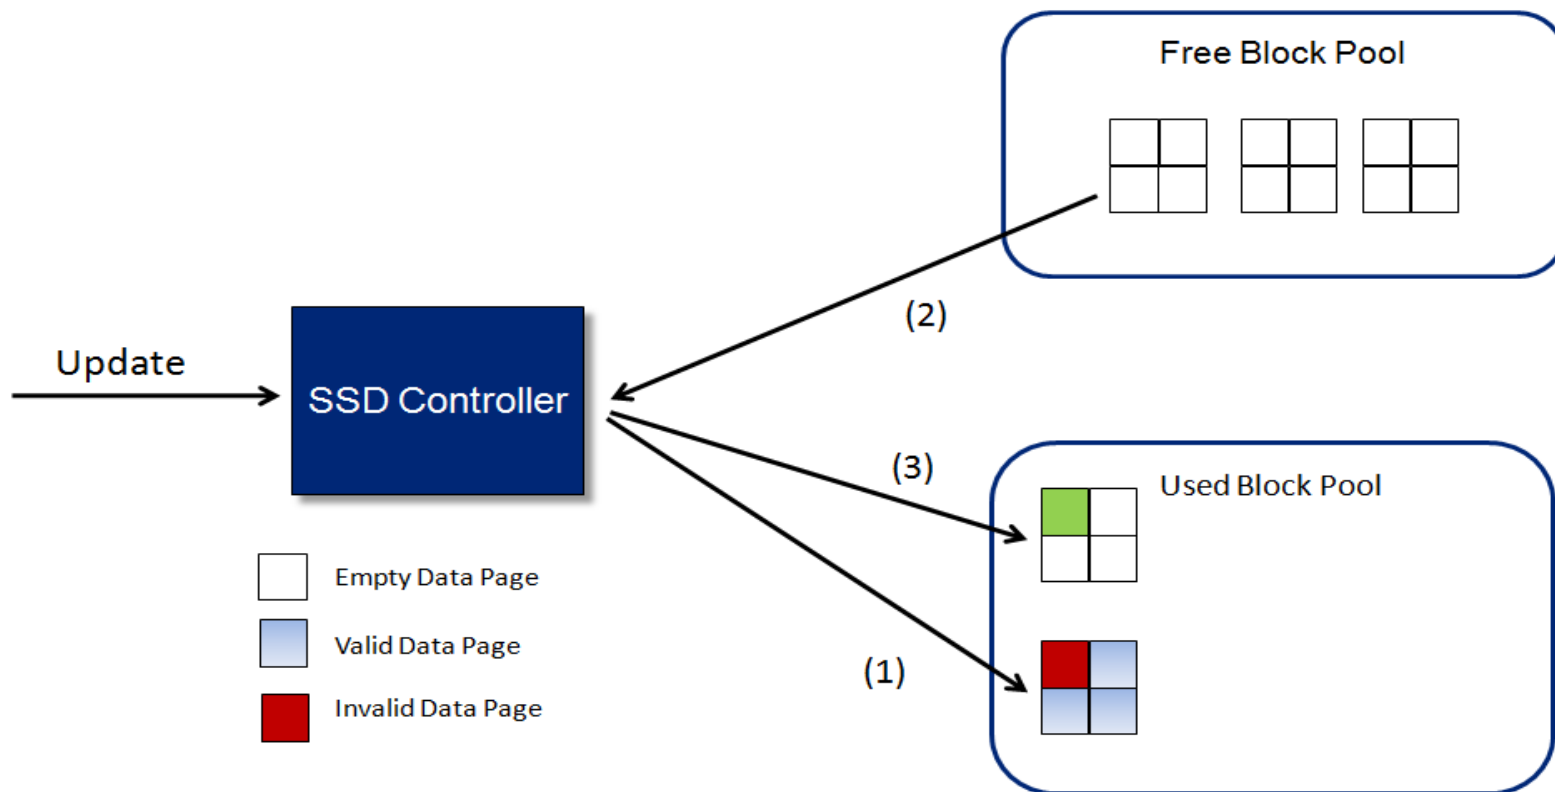 Free Block Pool
(2)
Update
SSD Controller
(3)
Used Block Pool
Empty Data Page
Valid Data Page
(1)
Invalid Data Page